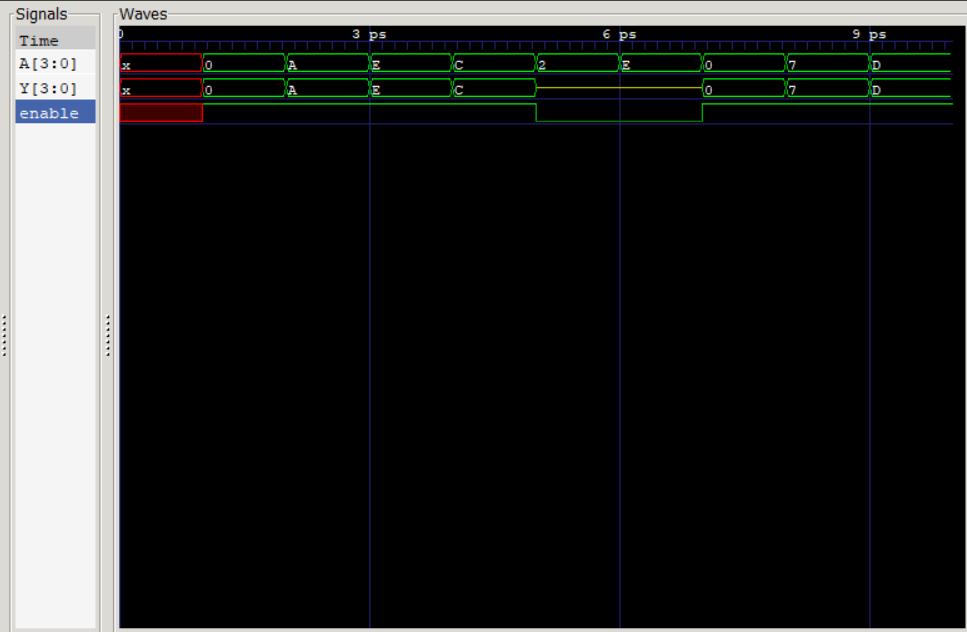 Signals
Waves
Time
0 3 ps 6 ps 9 ps
A[3:0] x 0 A E C 2 E 0 7 D
Y[3:0] x 0 A E C 0 7 D
enable